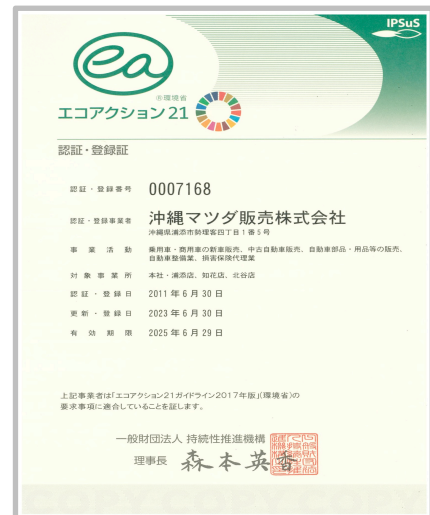 IPSuS
ea
®環境省
エコアクション21
認証・登録証
認証・登録番号 0007168
認証・登録事業者 沖縄マツダ販売株式会社
沖縄県浦添市勢理客四丁目1番5号
事業活動 乗用車・商用車の新車販売、中古自動車販売、自動車部品・用品等の販売、
自動車整備業、損害保険代理業
対象事業所 本社・浦添店、知花店、北谷店
認証・登録日 2011年6月30日
更新・登録日 2023年6月30日
有効期限 2025年6月29日
上記事業者は「エコアクション21ガイドライン2017年版」(環境省)の
要求事項に適合していることを証します。
一般財団法人 持続性推進機構
理事長 森本英香